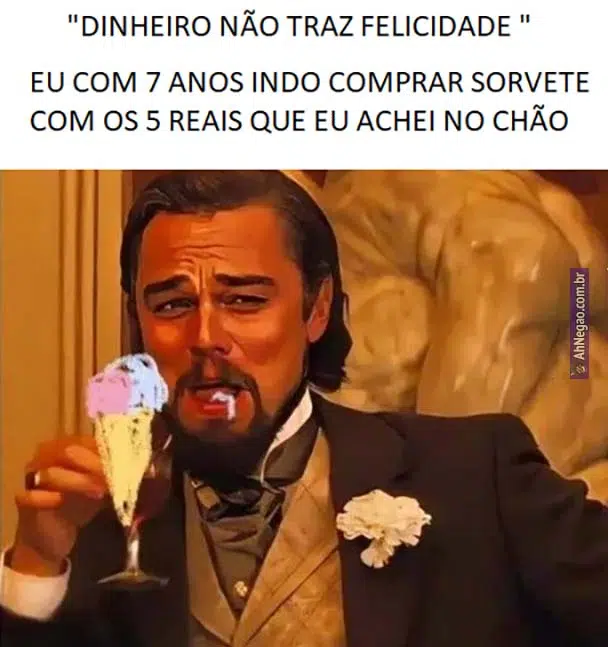 "DINHEIRO NÃO TRAZ FELICIDADE "
EU COM 7 ANOS INDO COMPRAR SORVETE
COM OS 5 REAIS QUE EU ACHEI NO CHÃO
AhNegao.com.br